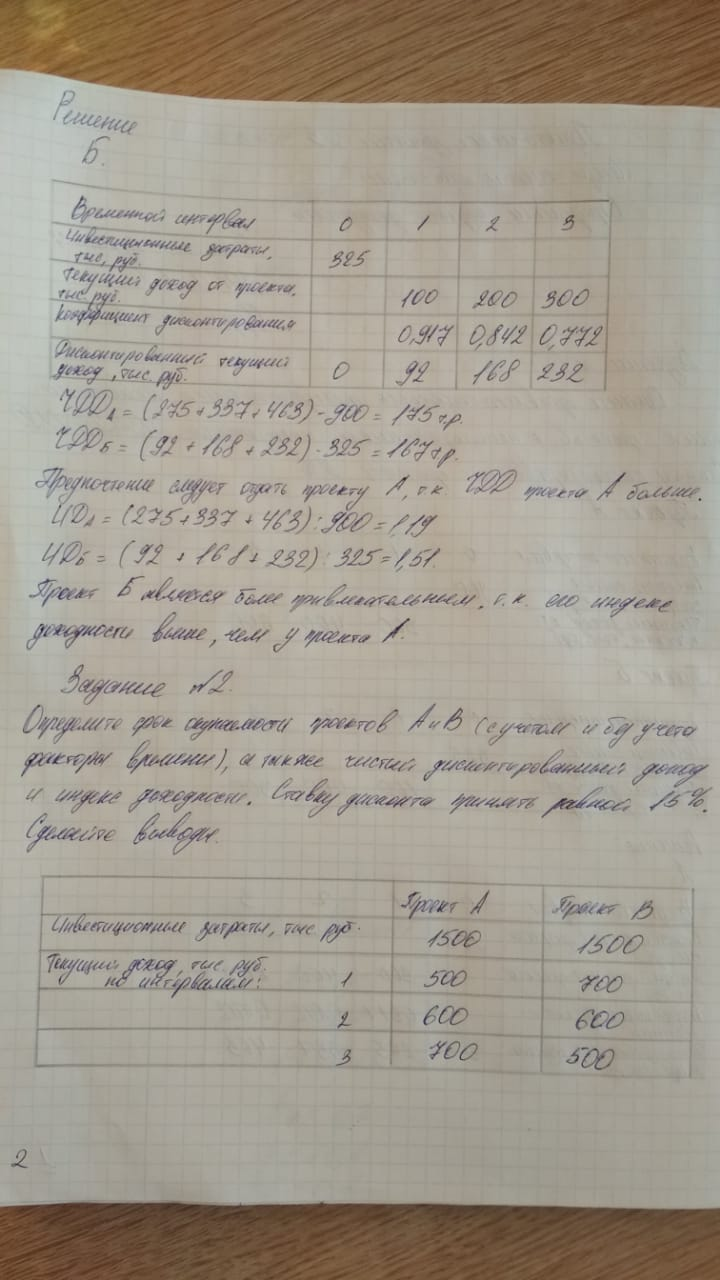 Решение
Б.
Временной интервал 0 1 2 3
Инвестиционные затраты, тыс, руб. 325
Текущий доход от проекта, тыс руб. 100 200 300
Коэффициент дисконтирования 0,917 0,842 0,772
Дисконтированный текущий доход, тыс. руб. 0 92 168 232
ЧДДА = (275+337+463) - 900 = 175 т.р.
ЧДДБ = (92 + 168 + 232) - 325 = 167 т.р.
Предпочтение следует отдать проекту А, т.к. ЧДД проекта А больше.
ИДА = (275+337+463) : 900 = 1,19
ИДБ = (92 + 168 + 232) : 325 = 1,51.
Проект Б является более привлекательным, т.к. его индекс
доходности выше, чем у проекта А.
Задание №2.
Определите срок окупаемости проектов А и В (с учетом и без учета
фактора времени), а также чистый дисконтированный доход
и индекс доходности. Ставку дисконта принять равной 15%.
Сделайте выводы.
Проект А Проект В
Инвестиционные затраты, тыс руб. 1500 1500
Текущий доход, тыс. руб.
по интервалам: 1 500 700
2 600 600
3 700 500
2